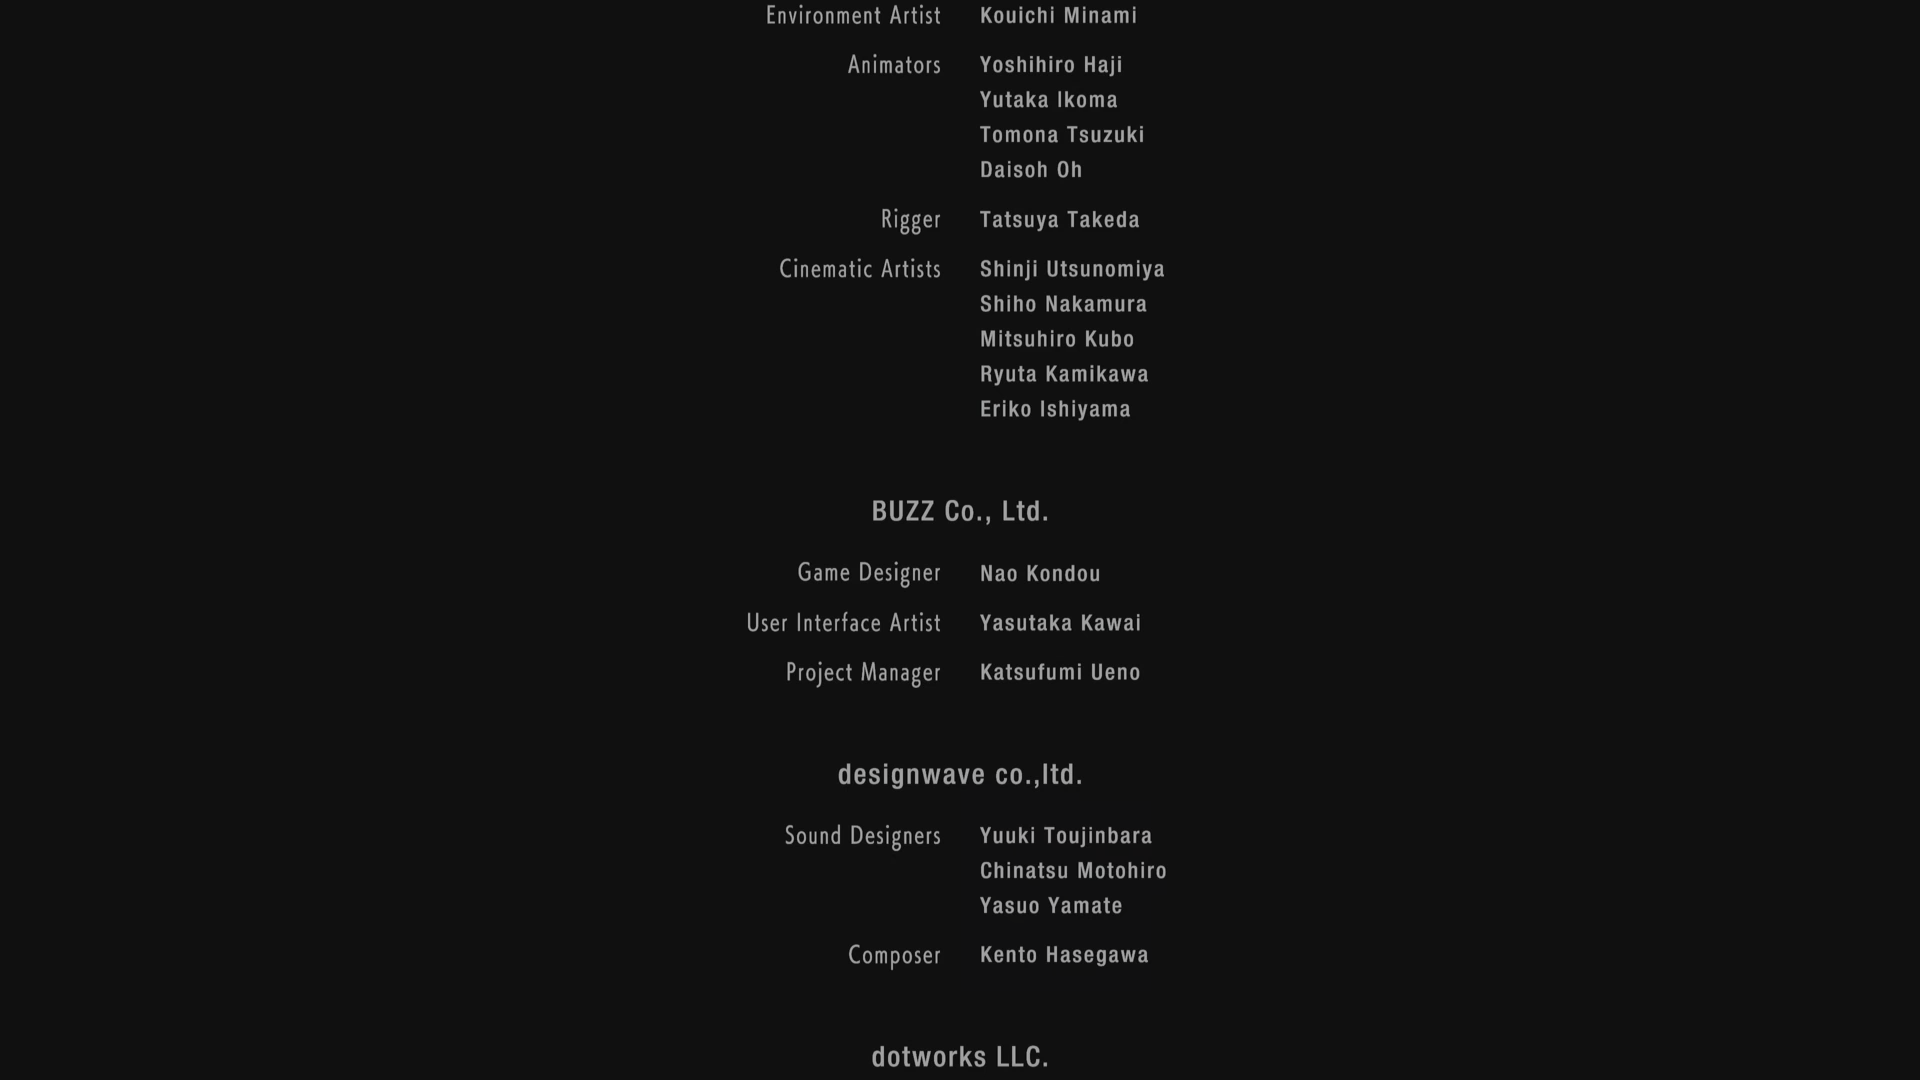 Environment Artist Kouichi Minami
Animators Yoshihiro Haji
Yutaka Ikoma
Tomona Tsuzuki
Daisoh Oh
Rigger Tatsuya Takeda
Cinematic Artists Shinji Utsunomiya
Shiho Nakamura
Mitsuhiro Kubo
Ryuta Kamikawa
Eriko Ishiyama
BUZZ Co., Ltd.
Game Designer Nao Kondou
User Interface Artist Yasutaka Kawai
Project Manager Katsufumi Ueno
designwave co.,ltd.
Sound Designers Yuuki Toujinbara
Chinatsu Motohiro
Yasuo Yamate
Composer Kento Hasegawa
dotworks LLC.